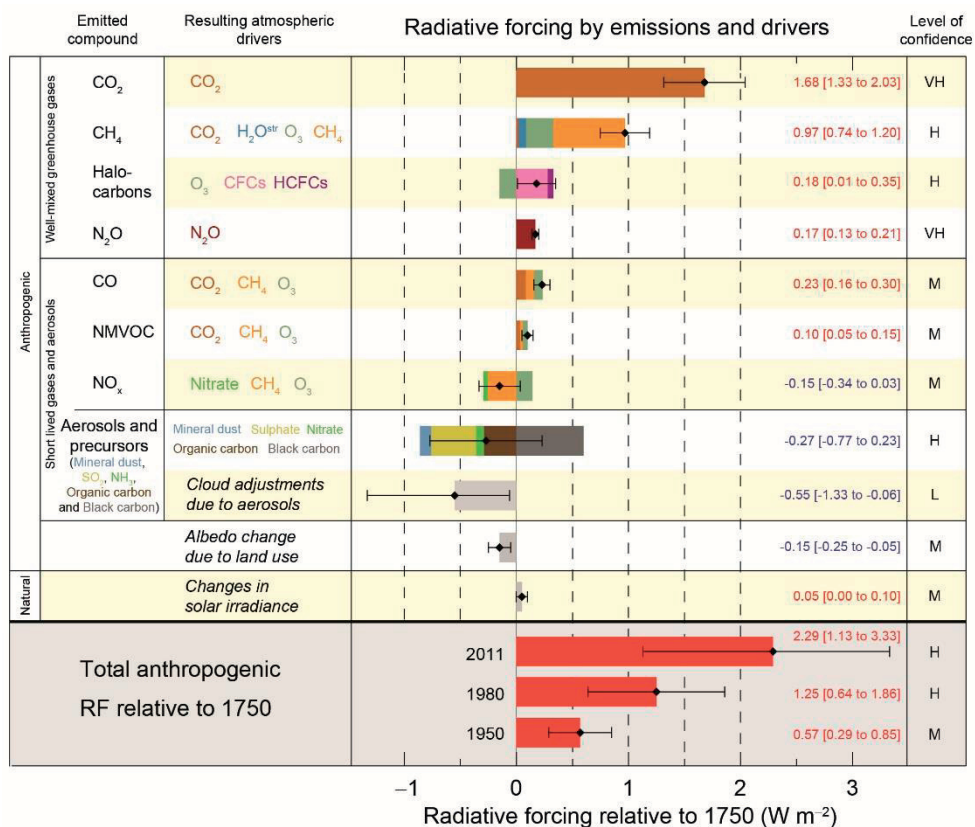 Emitted compound
Resulting atmospheric drivers
Radiative forcing by emissions and drivers
Level of confidence
Anthropogenic
Well-mixed greenhouse gases
CO₂
CO₂
1.68 [1.33 to 2.03]
VH
CH₄
CO₂ H₂Oˢᵗʳ O₃ CH₄
0.97 [0.74 to 1.20]
H
Halo-
carbons
O₃ CFCs HCFCs
0.18 [0.01 to 0.35]
H
N₂O
N₂O
0.17 [0.13 to 0.21]
VH
Short lived gases and aerosols
CO
CO₂ CH₄ O₃
0.23 [0.16 to 0.30]
M
NMVOC
CO₂ CH₄ O₃
0.10 [0.05 to 0.15]
M
NOₓ
Nitrate CH₄ O₃
-0.15 [-0.34 to 0.03]
M
Aerosols and
precursors
(Mineral dust,
SO₂, NH₃,
Organic carbon
and Black carbon)
Mineral dust Sulphate Nitrate
Organic carbon Black carbon
-0.27 [-0.77 to 0.23]
H
Cloud adjustments
due to aerosols
-0.55 [-1.33 to -0.06]
L
Albedo change
due to land use
-0.15 [-0.25 to -0.05]
M
Natural
Changes in
solar irradiance
0.05 [0.00 to 0.10]
M
Total anthropogenic
RF relative to 1750
2011
2.29 [1.13 to 3.33]
H
1980
1.25 [0.64 to 1.86]
H
1950
0.57 [0.29 to 0.85]
M
−1 0 1 2 3
Radiative forcing relative to 1750 (W m⁻²)